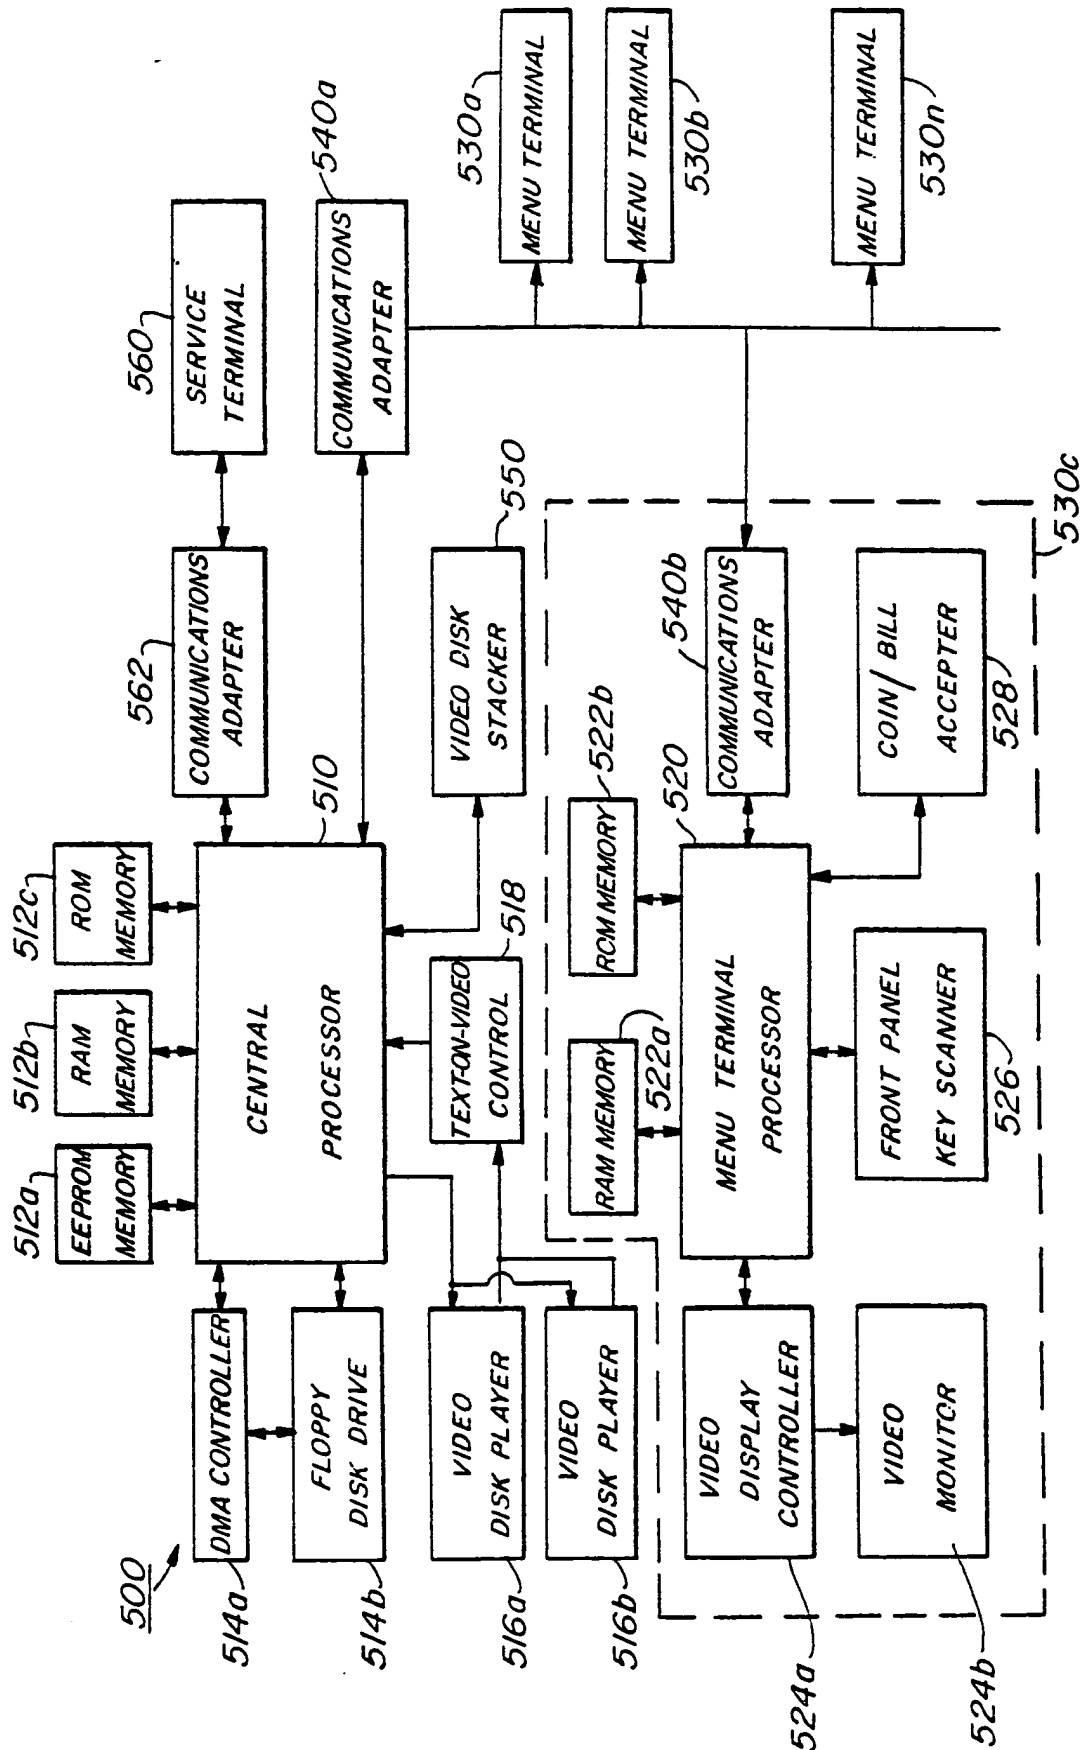 500
512a
EEPROM
MEMORY
512b
RAM
MEMORY
512c
ROM
MEMORY
562
COMMUNICATIONS
ADAPTER
560
SERVICE
TERMINAL
514a
DMA CONTROLLER
514b
FLOPPY
DISK DRIVE
CENTRAL
PROCESSOR
510
COMMUNICATIONS
ADAPTER
540a
516a
VIDEO
DISK PLAYER
516b
VIDEO
DISK PLAYER
TEXT-ON-VIDEO
CONTROL
518
VIDEO DISK
STACKER
550
MENU TERMINAL
530a
MENU TERMINAL
530b
MENU TERMINAL
530n
RAM MEMORY
522a
RCM MEMORY
522b
MENU TERMINAL
PROCESSOR
520
COMMUNICATIONS
ADAPTER
540b
VIDEO
DISPLAY
CONTROLLER
524a
VIDEO
MONITOR
524b
FRONT PANEL
KEY SCANNER
526
COIN/BILL
ACCEPTER
528
530c